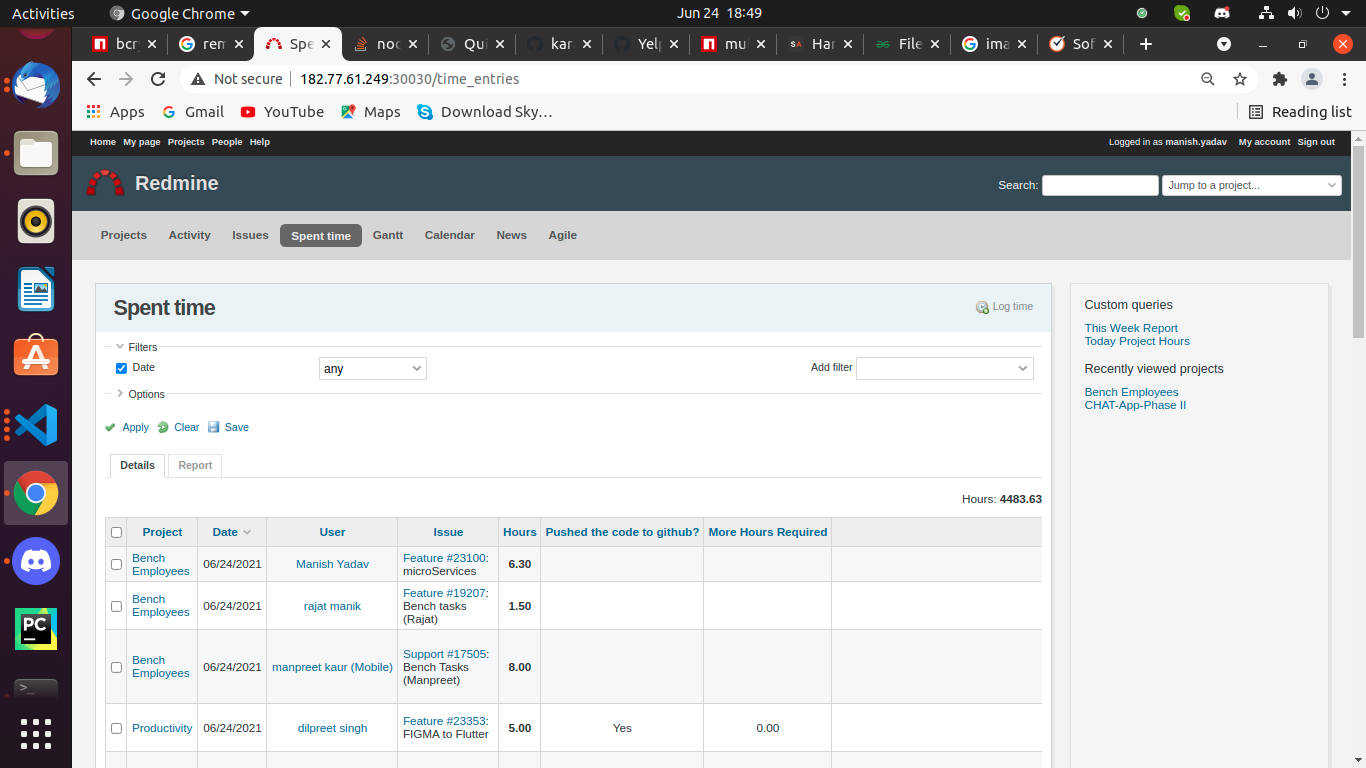 Activities
Google Chrome
Jun 24 18:49
bcr
rem
Spe
noc
Qui
kar
Yelp
mul
SA
Har
File
ima
Sof
Not secure
182.77.61.249:30030/time_entries
Apps
Gmail
YouTube
Maps
Download Sky...
Reading list
Home My page Projects People Help
Logged in as manish.yadav My account Sign out
Redmine
Search:
Jump to a project...
Projects
Activity
Issues
Spent time
Gantt
Calendar
News
Agile
Spent time
Log time
Filters
Date
any
Add filter
Options
Apply
Clear
Save
Details
Report
Hours: 4483.63
Project Date User Issue Hours Pushed the code to github? More Hours Required
Bench
Employees
06/24/2021
Manish Yadav
Feature #23100:
microServices
6.30
Bench
Employees
06/24/2021
rajat manik
Feature #19207:
Bench tasks
(Rajat)
1.50
Bench
Employees
06/24/2021
manpreet kaur (Mobile)
Support #17505:
Bench Tasks
(Manpreet)
8.00
Productivity
06/24/2021
dilpreet singh
Feature #23353:
FIGMA to Flutter
5.00
Yes
0.00
Custom queries
This Week Report
Today Project Hours
Recently viewed projects
Bench Employees
CHAT-App-Phase II
PC
>_